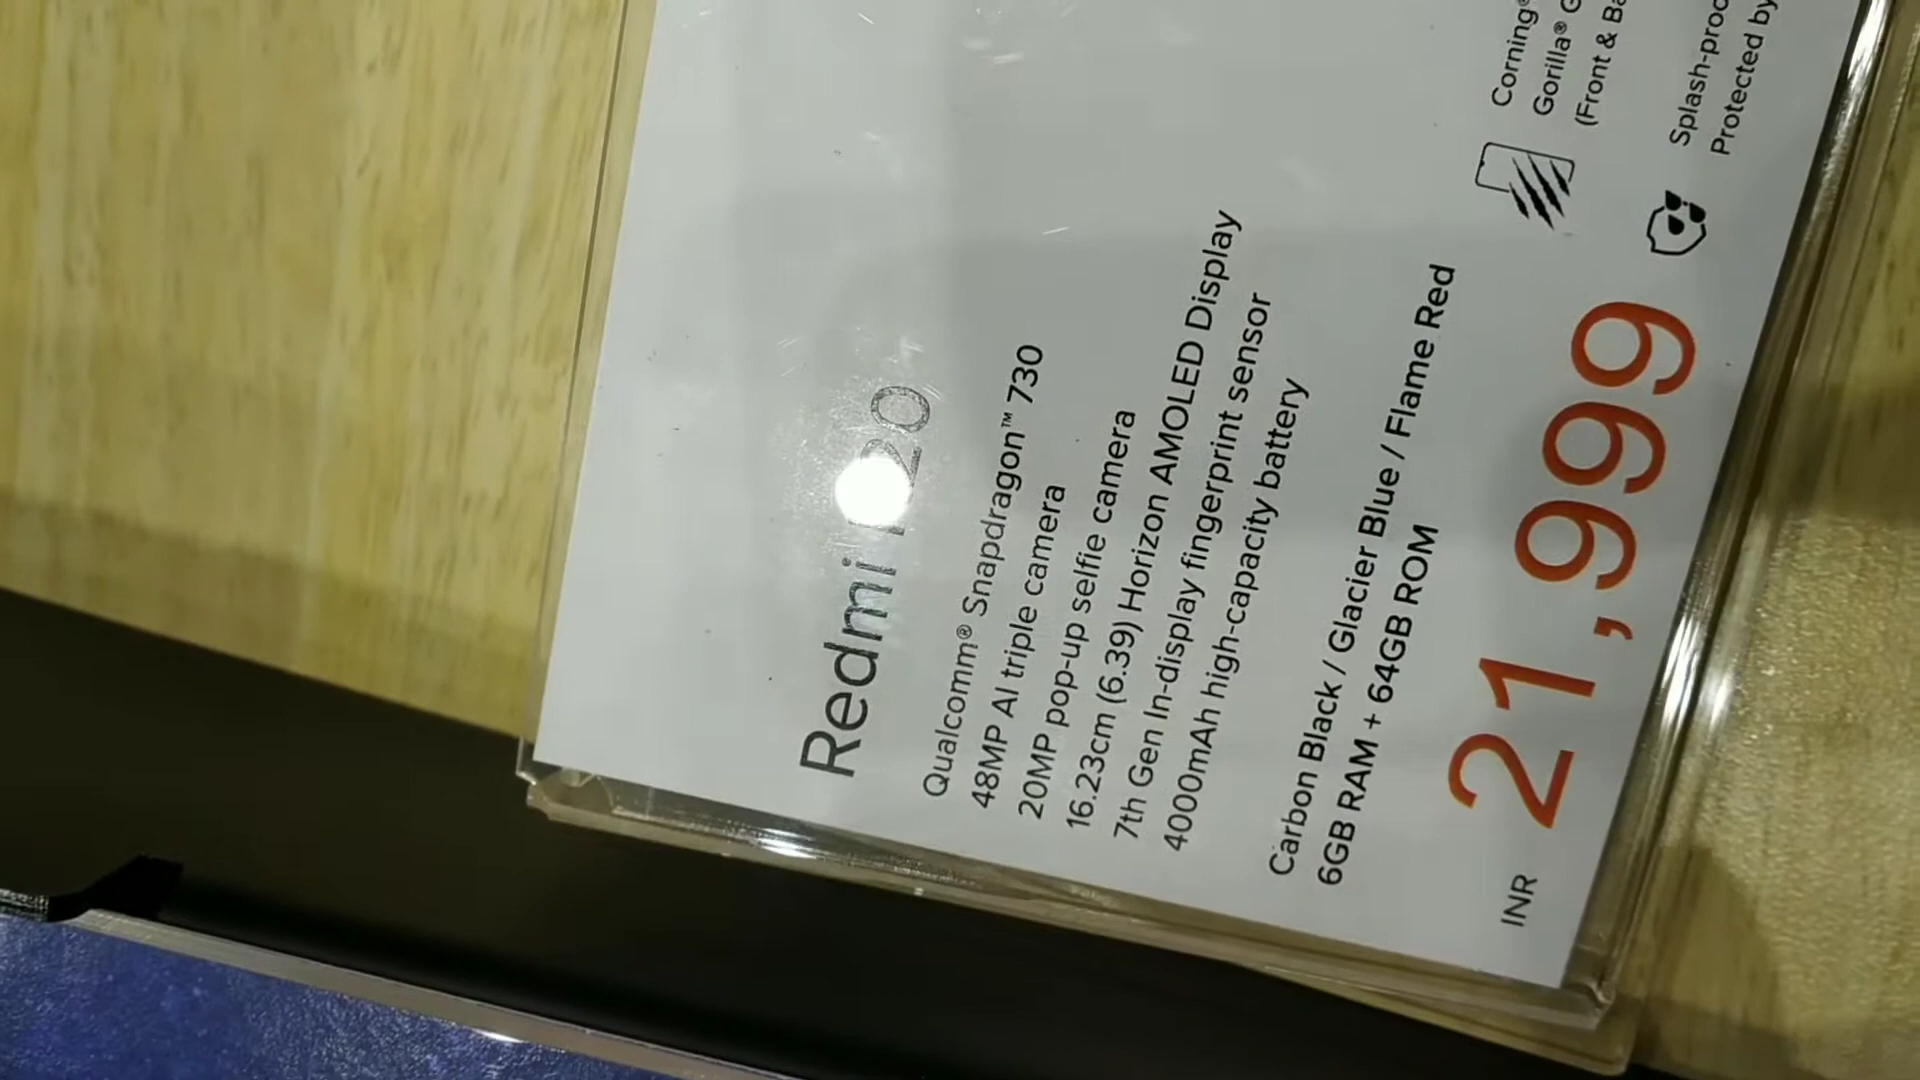 Redmi 20
Qualcomm® Snapdragon™ 730
48MP AI triple camera
20MP pop-up selfie camera
16.23cm (6.39) Horizon AMOLED Display
7th Gen In-display fingerprint sensor
4000mAh high-capacity battery
Carbon Black / Glacier Blue / Flame Red
6GB RAM + 64GB ROM
INR 21,999
Corning®
Gorilla®
(Front &
Splash-proo
Protected by